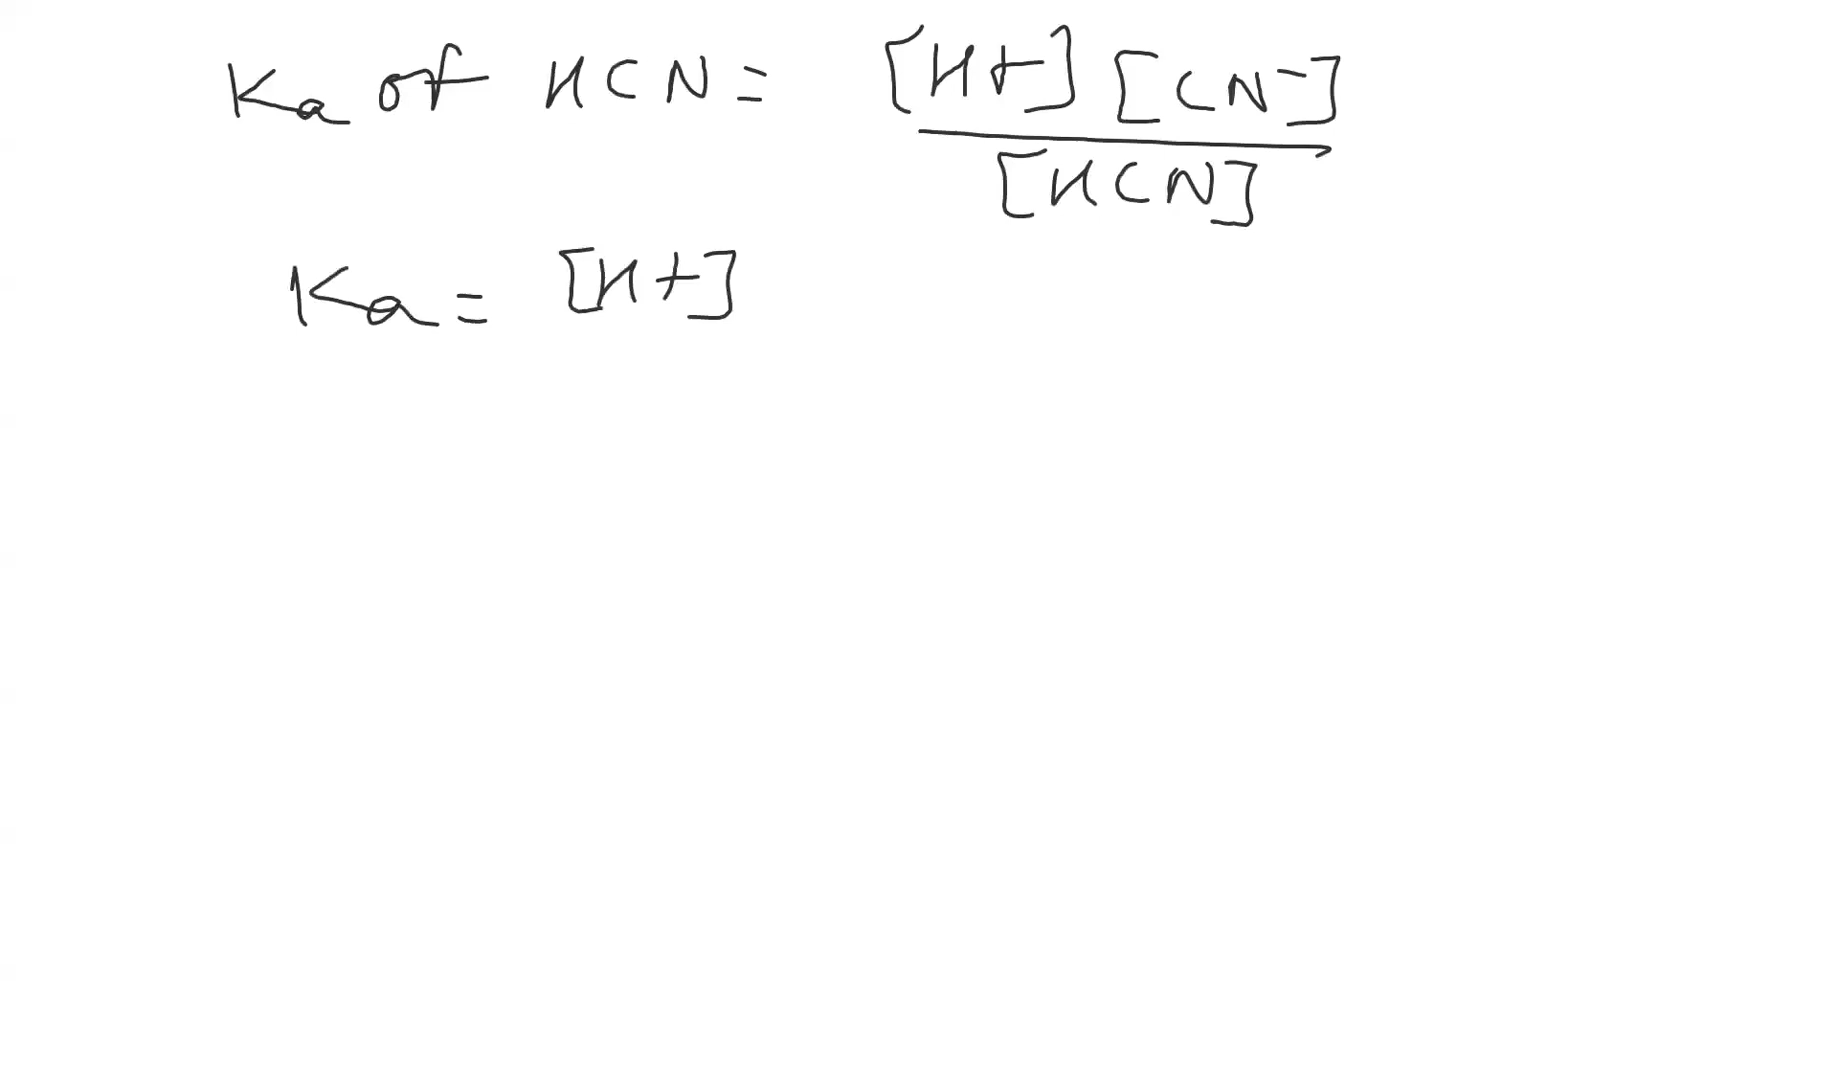 Ka of HCN = [H+] [CN-]
[HCN]
Ka = [H+]